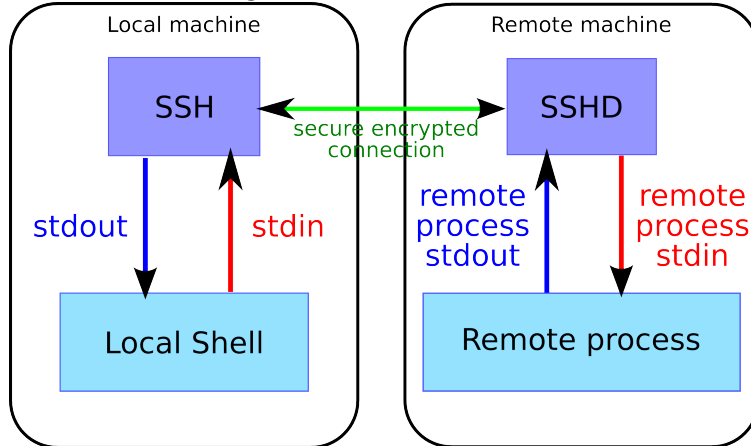 Local machine
Remote machine
SSH
SSHD
secure encrypted
connection
stdout
stdin
remote
process
stdout
remote
process
stdin
Local Shell
Remote process